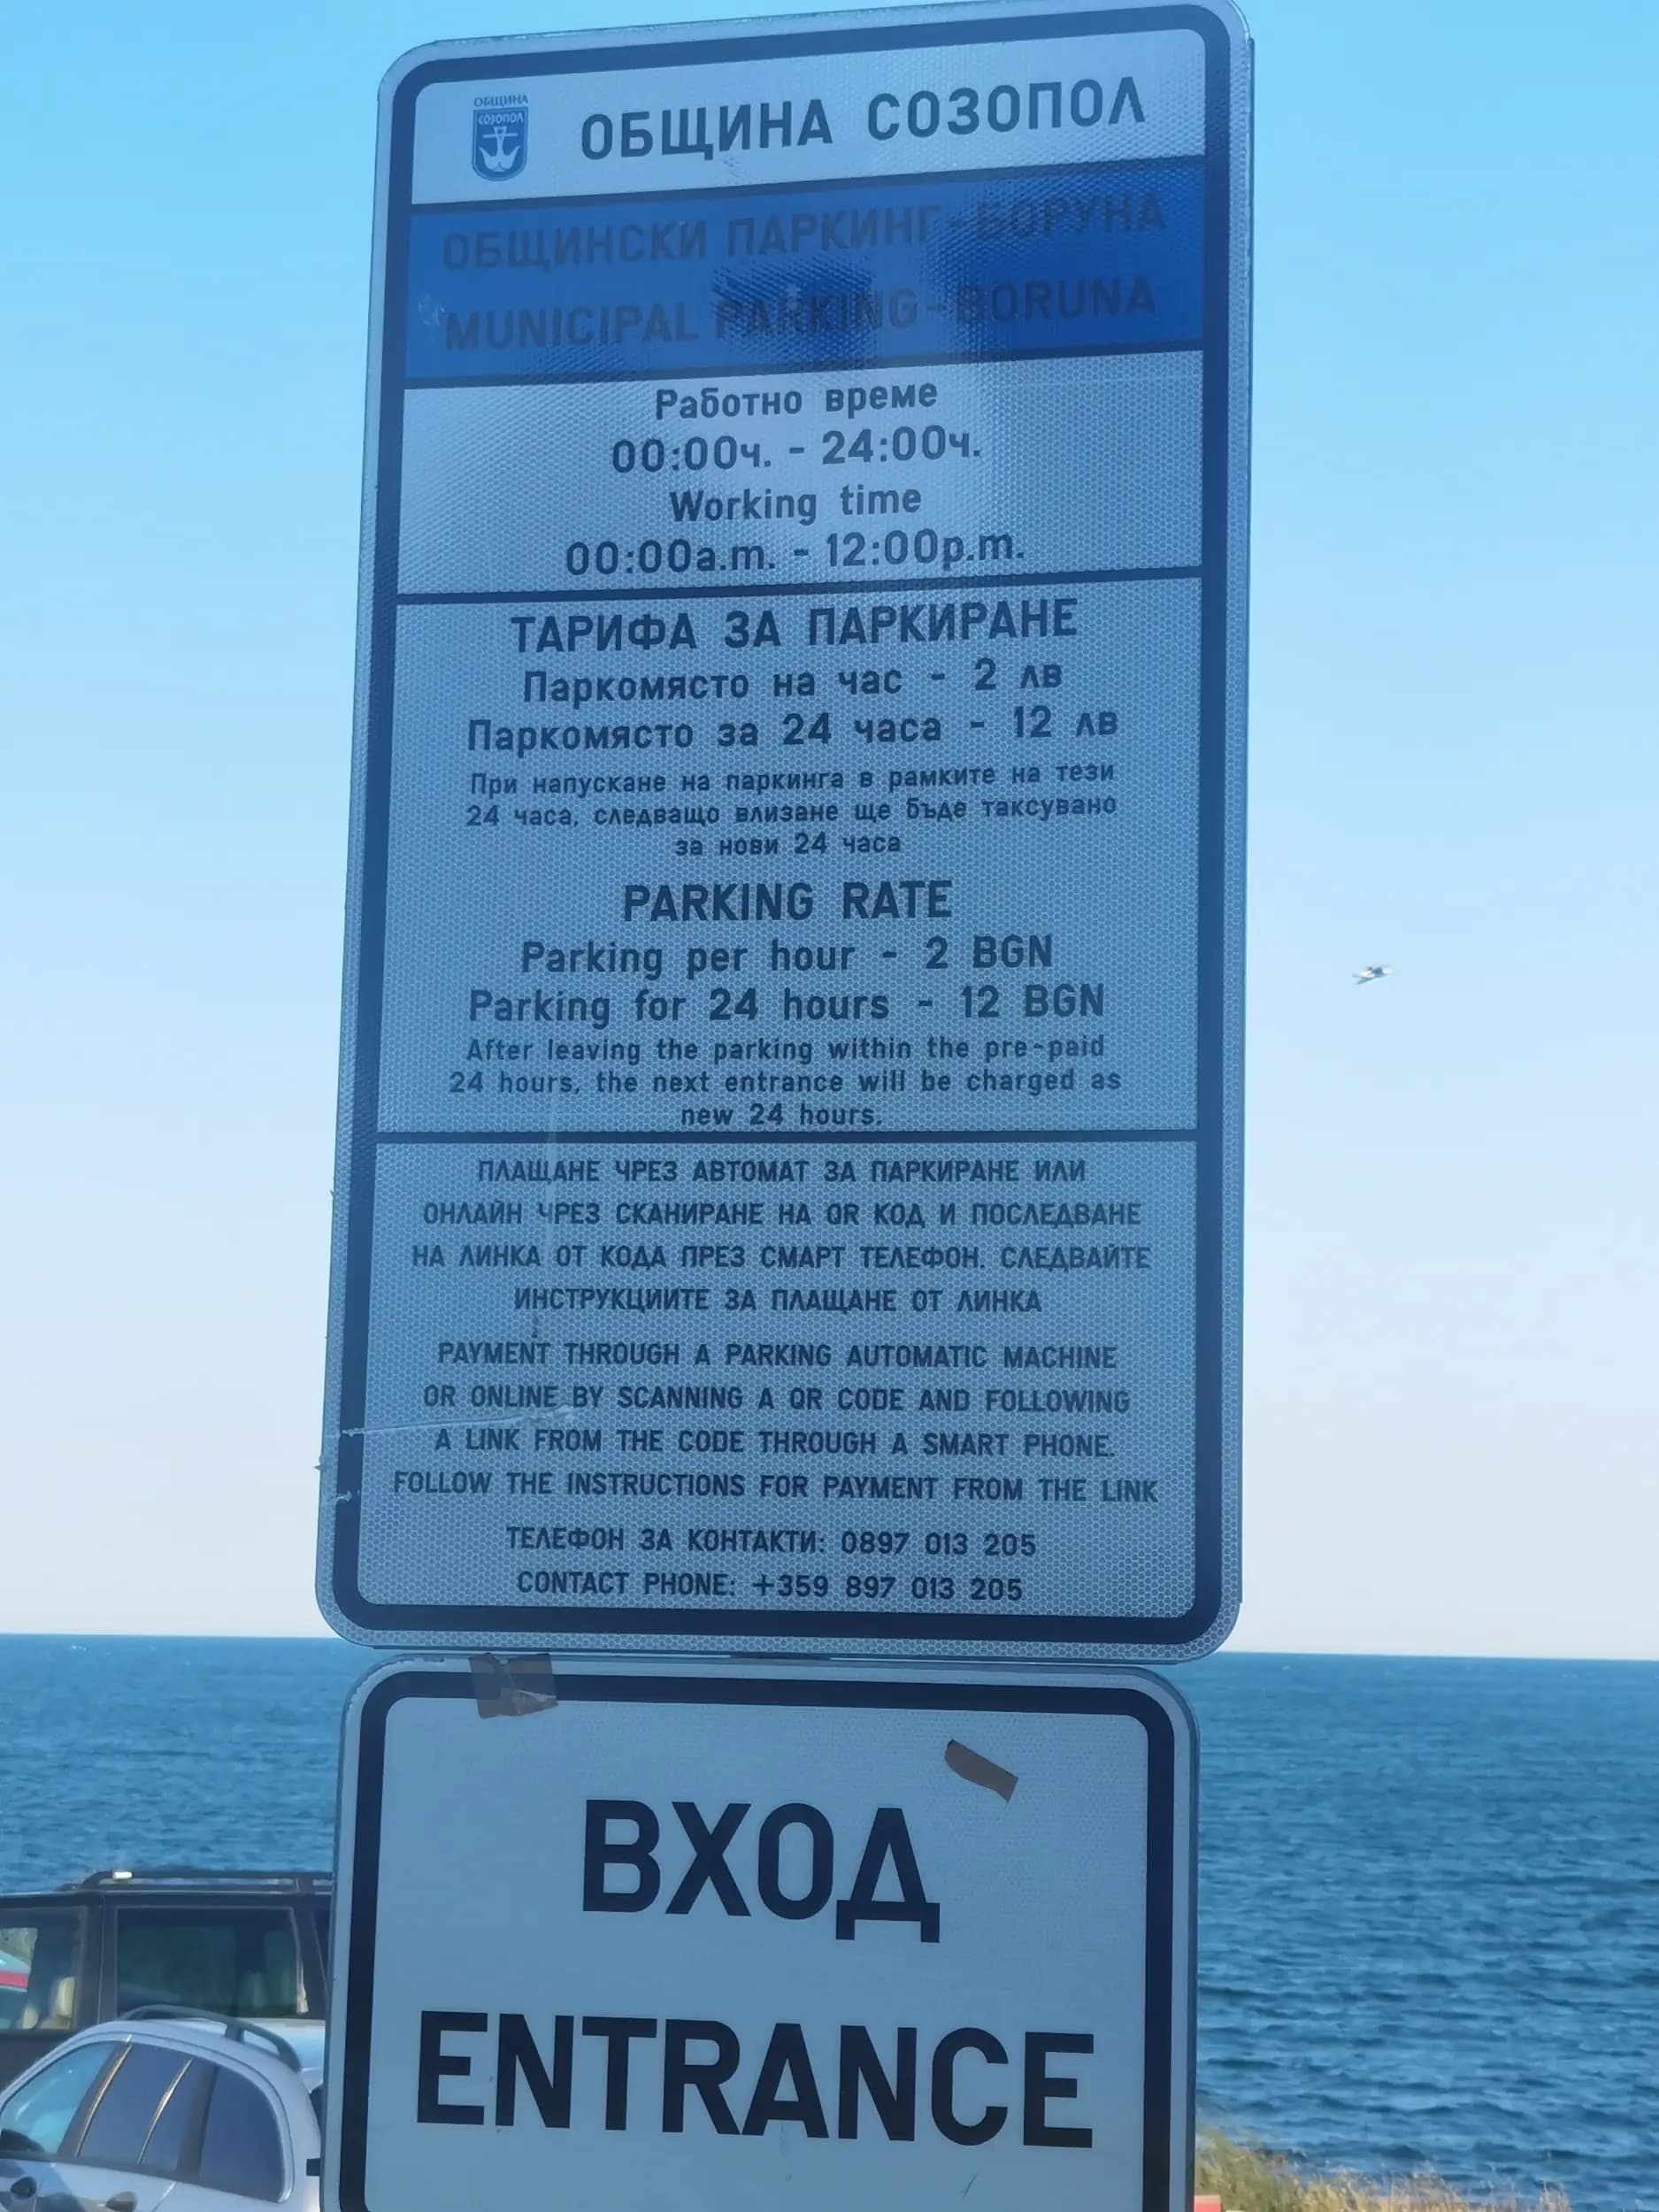 ОБЩИНА
СОЗОПОЛ
ОБЩИНА СОЗОПОЛ
ОБЩИНСКИ ПАРКИНГ-БОРУНА
MUNICIPAL PARKING-BORUNA
Работно време
00:00ч. - 24:00ч.
Working time
00:00a.m. - 12:00p.m.
ТАРИФА ЗА ПАРКИРАНЕ
Паркомясто на час - 2 лв
Паркомясто за 24 часа - 12 лв
При напускане на паркинга в рамките на тези
24 часа, следващо влизане ще бъде таксувано
за нови 24 часа
PARKING RATE
Parking per hour - 2 BGN
Parking for 24 hours - 12 BGN
After leaving the parking within the pre-paid
24 hours, the next entrance will be charged as
new 24 hours.
ПЛАЩАНЕ ЧРЕЗ АВТОМАТ ЗА ПАРКИРАНЕ ИЛИ
ОНЛАЙН ЧРЕЗ СКАНИРАНЕ НА QR КОД И ПОСЛЕДВАНЕ
НА ЛИНКА ОТ КОДА ПРЕЗ СМАРТ ТЕЛЕФОН. СЛЕДВАЙТЕ
ИНСТРУКЦИИТЕ ЗА ПЛАЩАНЕ ОТ ЛИНКА
PAYMENT THROUGH A PARKING AUTOMATIC MACHINE
OR ONLINE BY SCANNING A QR CODE AND FOLLOWING
A LINK FROM THE CODE THROUGH A SMART PHONE.
FOLLOW THE INSTRUCTIONS FOR PAYMENT FROM THE LINK
ТЕЛЕФОН ЗА КОНТАКТИ: 0897 013 205
CONTACT PHONE: +359 897 013 205
ВХОД
ENTRANCE